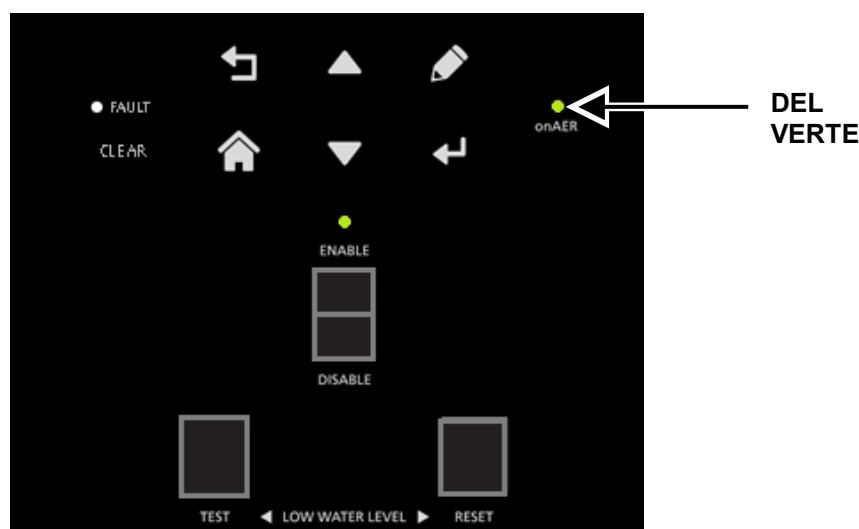 FAULT
CLEAR
onAER
DEL
VERTE
ENABLE
DISABLE
TEST ◀ LOW WATER LEVEL ▶ RESET